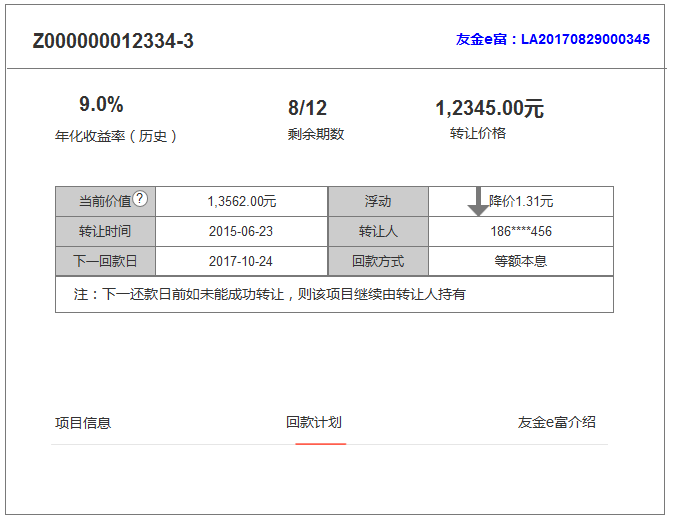 Z000000012334-3
友金e富：LA20170829000345
9.0% 8/12 1,2345.00元
年化收益率（历史） 剩余期数 转让价格
当前价值? 1,3562.00元 浮动 降价1.31元
转让时间 2015-06-23 转让人 186****456
下一回款日 2017-10-24 回款方式 等额本息
注：下一还款日前如未能成功转让，则该项目继续由转让人持有
项目信息 回款计划 友金e富介绍